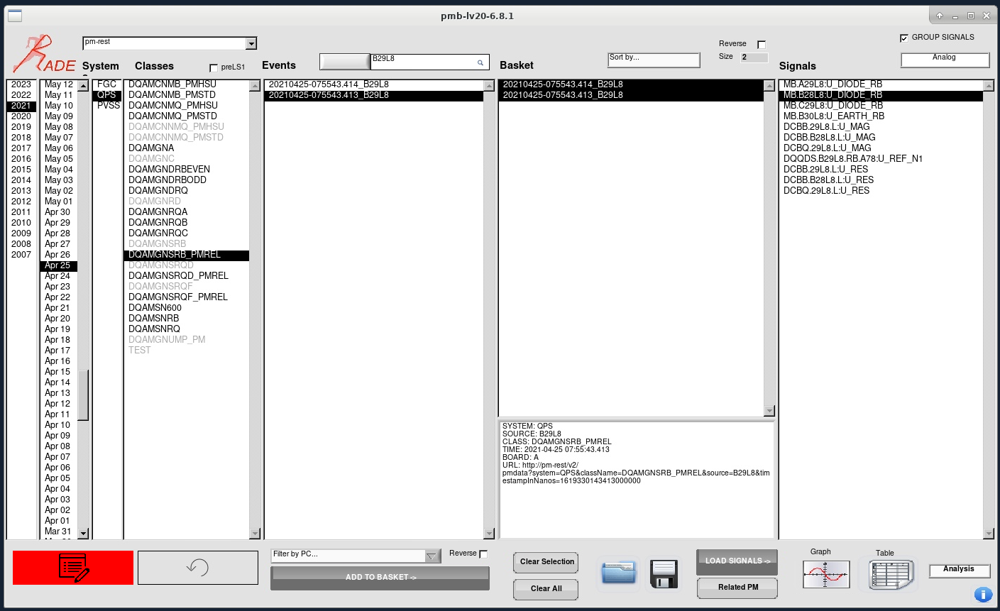 pmb-lv20-6.8.1
ADE
pm-rest
System
Classes
preLS1
Events
B29L8
Basket
Sort by...
Reverse
Size 2
GROUP SIGNALS
Analog
Signals
2023
2022
2021
2020
2019
2018
2017
2016
2015
2014
2013
2012
2011
2010
2009
2008
2007
May 12
May 11
May 10
May 09
May 08
May 07
May 06
May 05
May 04
May 03
May 02
May 01
Apr 30
Apr 29
Apr 28
Apr 27
Apr 26
Apr 25
Apr 24
Apr 23
Apr 22
Apr 21
Apr 20
Apr 19
Apr 18
Apr 17
Apr 16
Apr 15
Apr 14
Apr 13
Apr 12
Apr 11
Apr 10
Apr 09
Apr 08
Apr 07
Apr 06
Apr 05
Apr 04
Apr 03
Apr 02
Apr 01
Mar 31
FGC
QPS
PVSS
DQAMCNMB_PMHSU
DQAMCNMB_PMSTD
DQAMCNMQ_PMHSU
DQAMCNMQ_PMSTD
DQAMCNNMQ_PMHSU
DQAMCNNMQ_PMSTD
DQAMGNA
DQAMGNC
DQAMGNDRBEVEN
DQAMGNDRBODD
DQAMGNDRQ
DQAMGNRD
DQAMGNRQA
DQAMGNRQB
DQAMGNRQC
DQAMGNSRB
DQAMGNSRB_PMREL
DQAMGNSRQD
DQAMGNSRQD_PMREL
DQAMGNSRQF
DQAMGNSRQF_PMREL
DQAMSN600
DQAMSNRB
DQAMSNRQ
DQAMGNUMP_PM
TEST
20210425-075543.414_B29L8
20210425-075543.413_B29L8
20210425-075543.414_B29L8
20210425-075543.413_B29L8
SYSTEM: QPS
SOURCE: B29L8
CLASS: DQAMGNSRB_PMREL
TIME: 2021-04-25 07:55:43.413
BOARD: A
URL: http://pm-rest/v2/
pmdata?system=QPS&className=DQAMGNSRB_PMREL&source=B29L8&tim
estampInNanos=1619330143413000000
MB.A29L8:U_DIODE_RB
MB.B28L8:U_DIODE_RB
MB.C29L8:U_DIODE_RB
MB.B30L8:U_EARTH_RB
DCBB.29L8.L:U_MAG
DCBB.B28L8.L:U_MAG
DCBQ.29L8.L:U_MAG
DQQDS.B29L8.RB.A78:U_REF_N1
DCBB.29L8.L:U_RES
DCBB.B28L8.L:U_RES
DCBQ.29L8.L:U_RES
Filter by PC...
Reverse
ADD TO BASKET ->
Clear Selection
Clear All
LOAD SIGNALS ->
Related PM
Graph
Table
Analysis